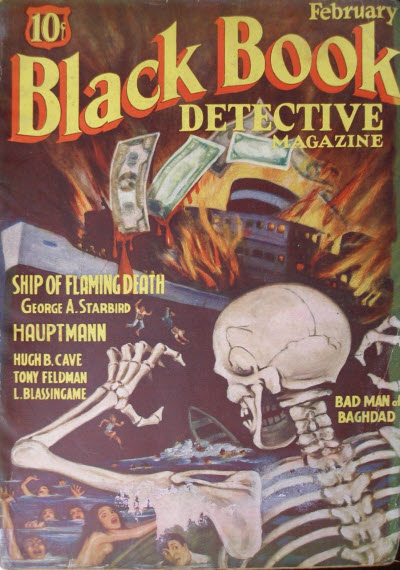 10¢
February
Black Book
DETECTIVE
MAGAZINE
SHIP OF FLAMING DEATH
GEORGE A. STARBIRD
HAUPTMANN
HUGH B. CAVE
TONY FELDMAN
L. BLASSINGAME
BAD MAN of
BAGHDAD